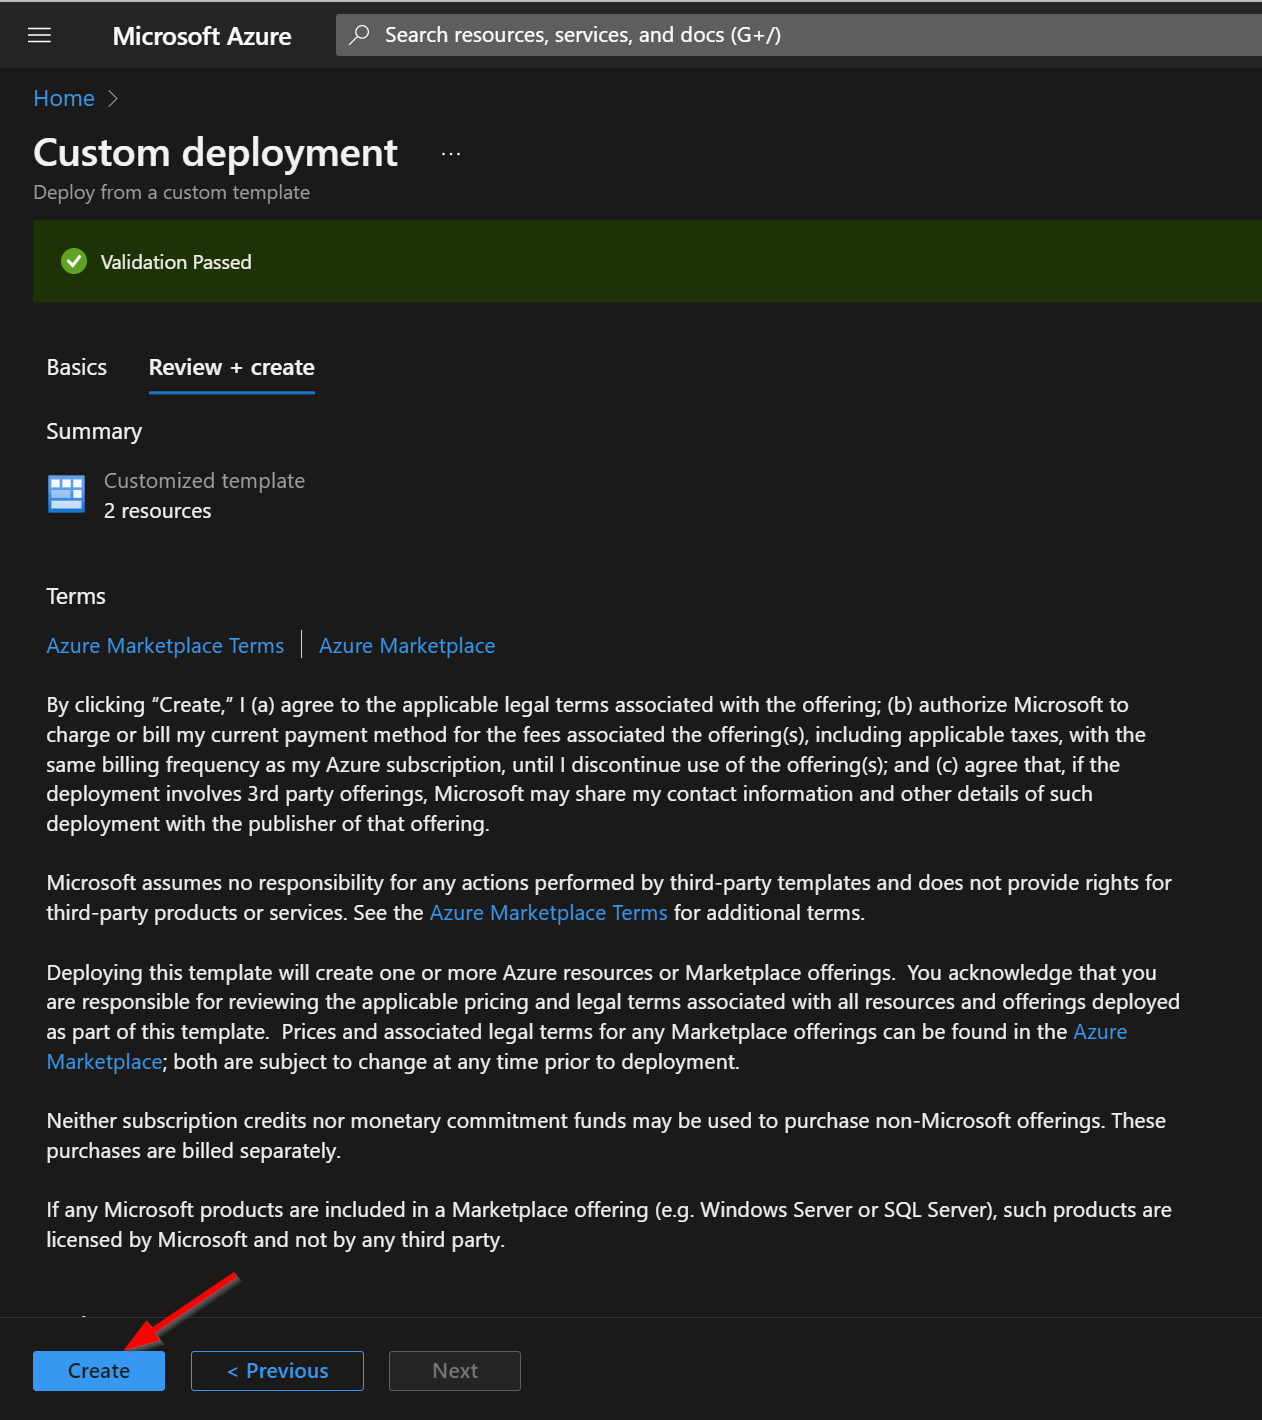 Microsoft Azure
Search resources, services, and docs (G+/)
Home
Custom deployment
...
Deploy from a custom template
Validation Passed
Basics
Review + create
Summary
Customized template
2 resources
Terms
Azure Marketplace Terms
Azure Marketplace
By clicking “Create,” I (a) agree to the applicable legal terms associated with the offering; (b) authorize Microsoft to
charge or bill my current payment method for the fees associated the offering(s), including applicable taxes, with the
same billing frequency as my Azure subscription, until I discontinue use of the offering(s); and (c) agree that, if the
deployment involves 3rd party offerings, Microsoft may share my contact information and other details of such
deployment with the publisher of that offering.
Microsoft assumes no responsibility for any actions performed by third-party templates and does not provide rights for
third-party products or services. See the Azure Marketplace Terms for additional terms.
Deploying this template will create one or more Azure resources or Marketplace offerings.  You acknowledge that you
are responsible for reviewing the applicable pricing and legal terms associated with all resources and offerings deployed
as part of this template.  Prices and associated legal terms for any Marketplace offerings can be found in the Azure
Marketplace; both are subject to change at any time prior to deployment.
Neither subscription credits nor monetary commitment funds may be used to purchase non-Microsoft offerings. These
purchases are billed separately.
If any Microsoft products are included in a Marketplace offering (e.g. Windows Server or SQL Server), such products are
licensed by Microsoft and not by any third party.
Create
< Previous
Next